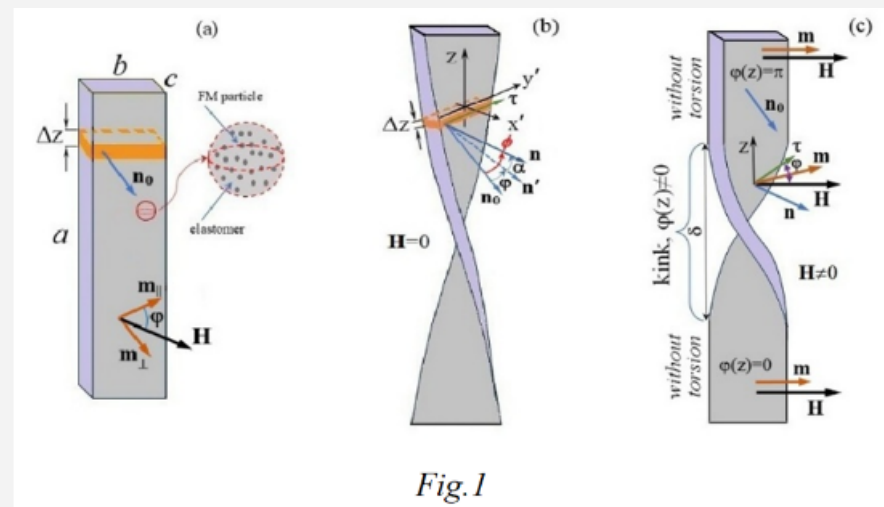 (a)
b
c
Δz
FM particle
n₀
elastomer
a
m∥
φ
H
m⊥
(b)
z
y′
τ
Δz
x′
ϕ
n
α
φ
n′
n₀
H=0
(c)
without torsion
m
H
φ(z)=π
n₀
z
τ
m
φ
H
n
kink, φ(z)≠0
δ
H≠0
without torsion
φ(z)=0
m
H
Fig.1